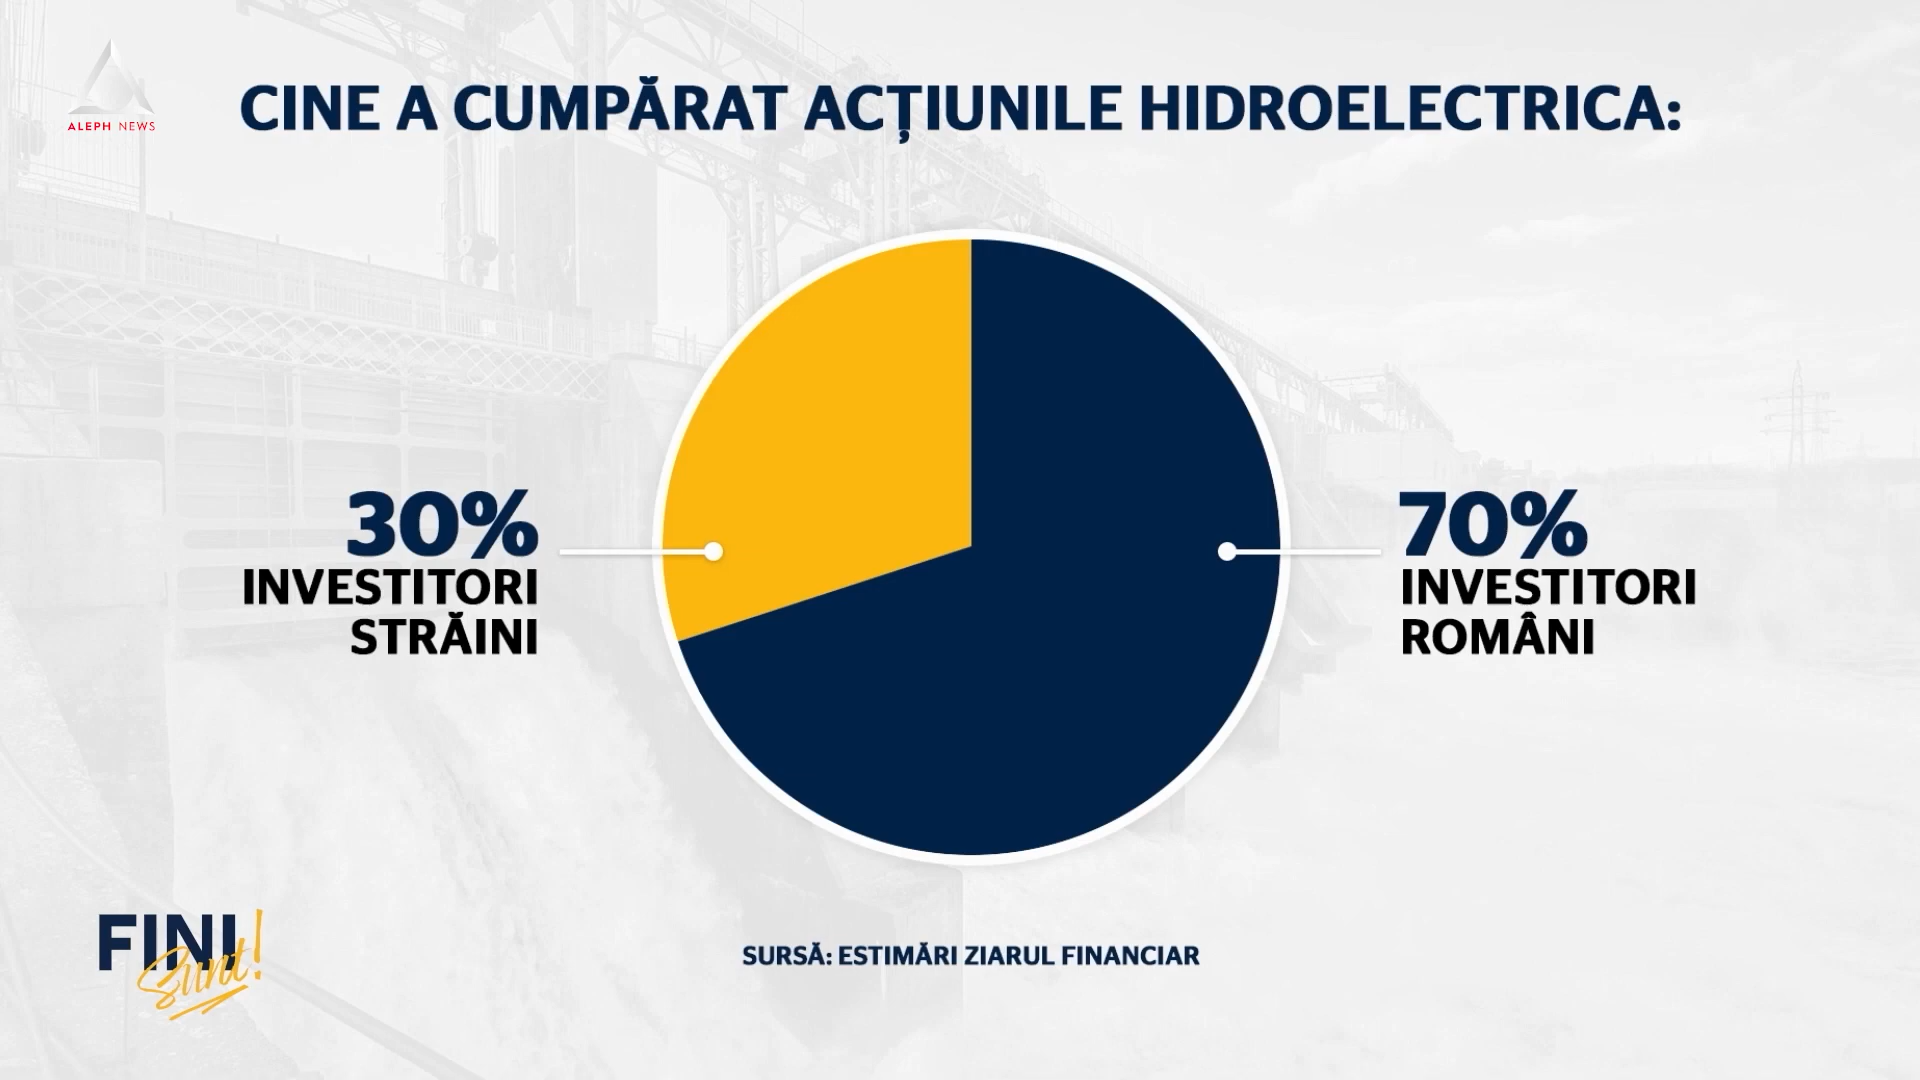 ALEPH NEWS
CINE A CUMPĂRAT ACȚIUNILE HIDROELECTRICA:
30%
INVESTITORI
STRĂINI
70%
INVESTITORI
ROMÂNI
FINI
Sunt!
SURSĂ: ESTIMĂRI ZIARUL FINANCIAR